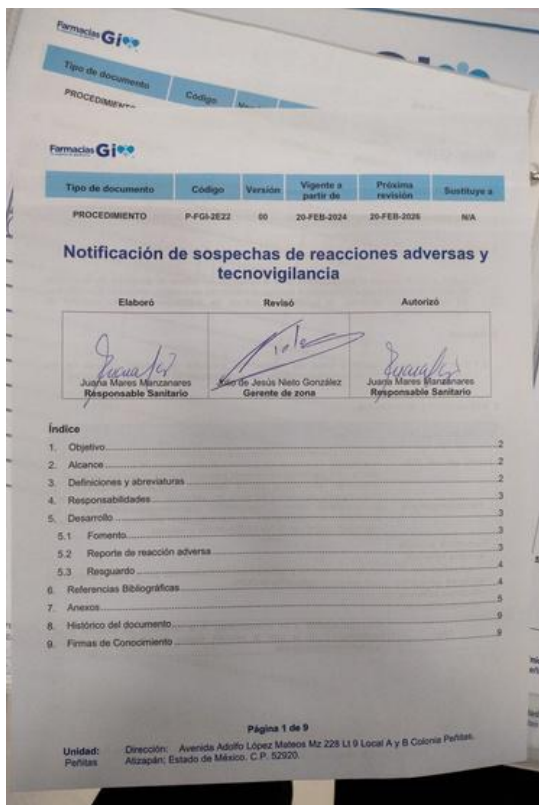 Farmacias Gi
Tipo de documento
Código
PROCEDIMIENTO
Farmacias Gi
Tipo de documento Código Versión Vigente a partir de Próxima revisión Sustituye a
PROCEDIMIENTO P-FGI-2E22 00 20-FEB-2024 20-FEB-2026 N/A
Notificación de sospechas de reacciones adversas y
tecnovigilancia
Elaboró Revisó Autorizó
Juana Mares Manzanares de Jesús Nieto González Juana Mares Manzanares
Responsable Sanitario Gerente de zona Responsable Sanitario
Índice
1. Objetivo 2
2. Alcance 2
3. Definiciones y abreviaturas 2
4. Responsabilidades 3
5. Desarrollo 3
5.1 Fomento 3
5.2 Reporte de reacción adversa 3
5.3 Resguardo 4
6. Referencias Bibliográficas 4
7. Anexos 5
8. Histórico del documento 9
9. Firmas de Conocimiento 9
Página 1 de 9
Unidad: Dirección: Avenida Adolfo López Mateos Mz 228 Lt 9 Local A y B Colonia Peñitas,
Peñitas Atizapán; Estado de México. C.P. 52920.